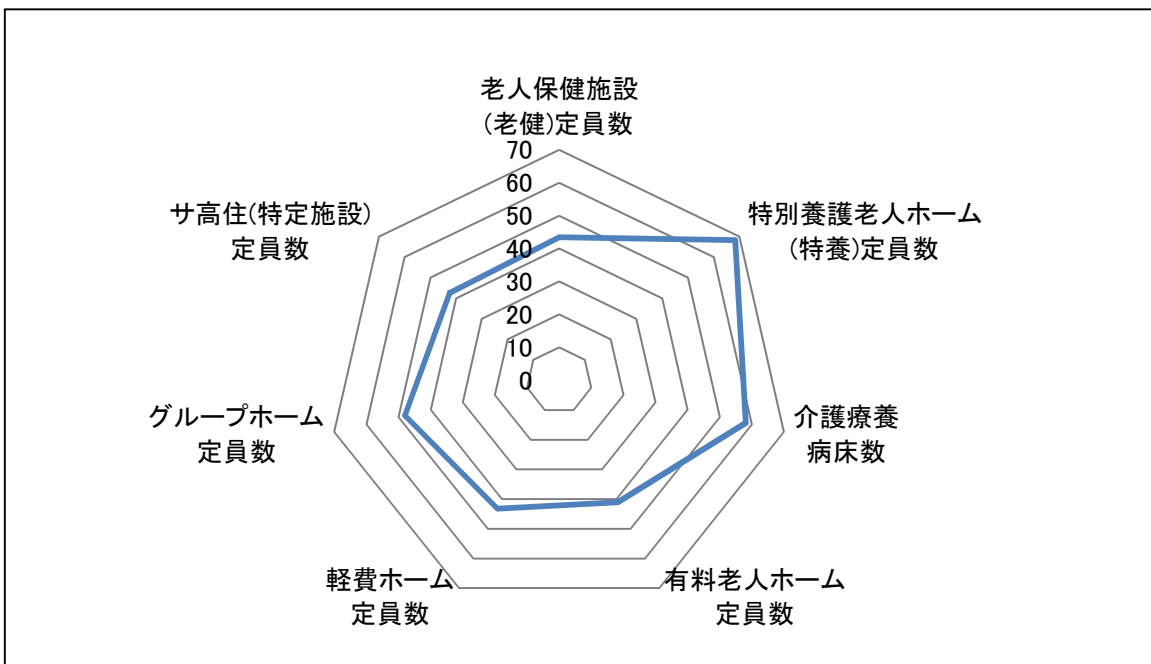 老人保健施設
(老健)定員数
70
60
50
40
30
20
10
0
特別養護老人ホーム
(特養)定員数
介護療養
病床数
有料老人ホーム
定員数
軽費ホーム
定員数
グループホーム
定員数
サ高住(特定施設)
定員数